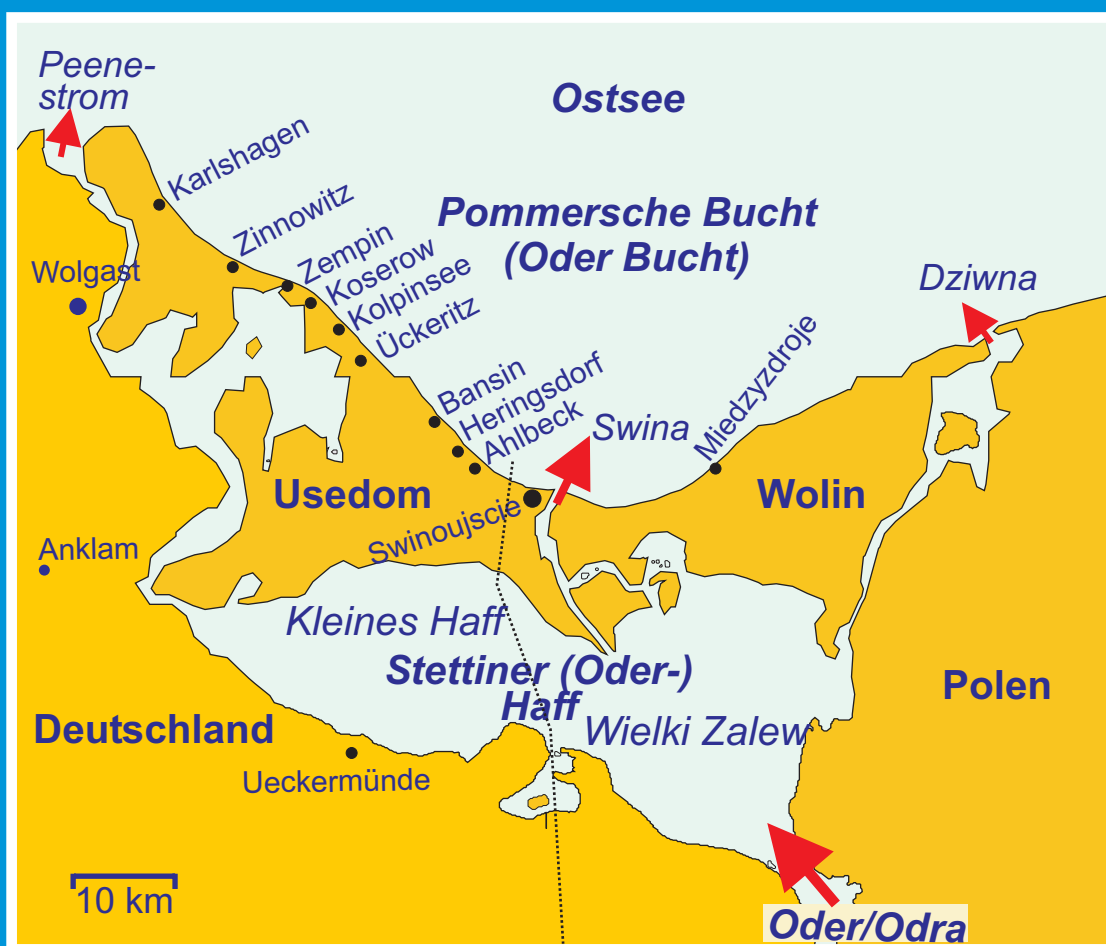 Peene-
strom
Ostsee
Karlshagen
Pommersche Bucht
(Oder Bucht)
Zinnowitz
Zempin
Koserow
Kolpinsee
Ückeritz
Wolgast
Dziwna
Bansin
Heringsdorf
Ahlbeck
Swina
Miedzyzdroje
Usedom
Wolin
Swinoujscie
Anklam
Kleines Haff
Stettiner (Oder-)
Haff
Wielki Zalew
Polen
Deutschland
Ueckermünde
10 km
Oder/Odra